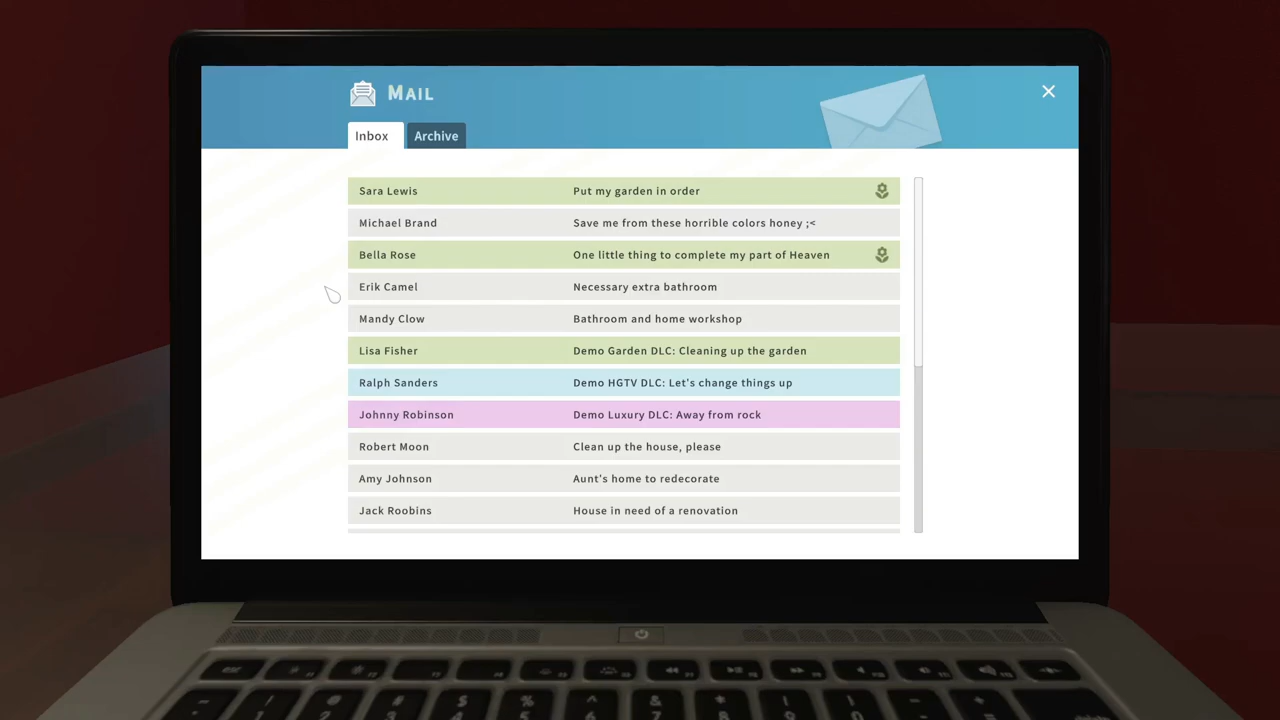 Mail
Inbox Archive
Sara Lewis Put my garden in order
Michael Brand Save me from these horrible colors honey ;<
Bella Rose One little thing to complete my part of Heaven
Erik Camel Necessary extra bathroom
Mandy Clow Bathroom and home workshop
Lisa Fisher Demo Garden DLC: Cleaning up the garden
Ralph Sanders Demo HGTV DLC: Let's change things up
Johnny Robinson Demo Luxury DLC: Away from rock
Robert Moon Clean up the house, please
Amy Johnson Aunt's home to redecorate
Jack Roobins House in need of a renovation